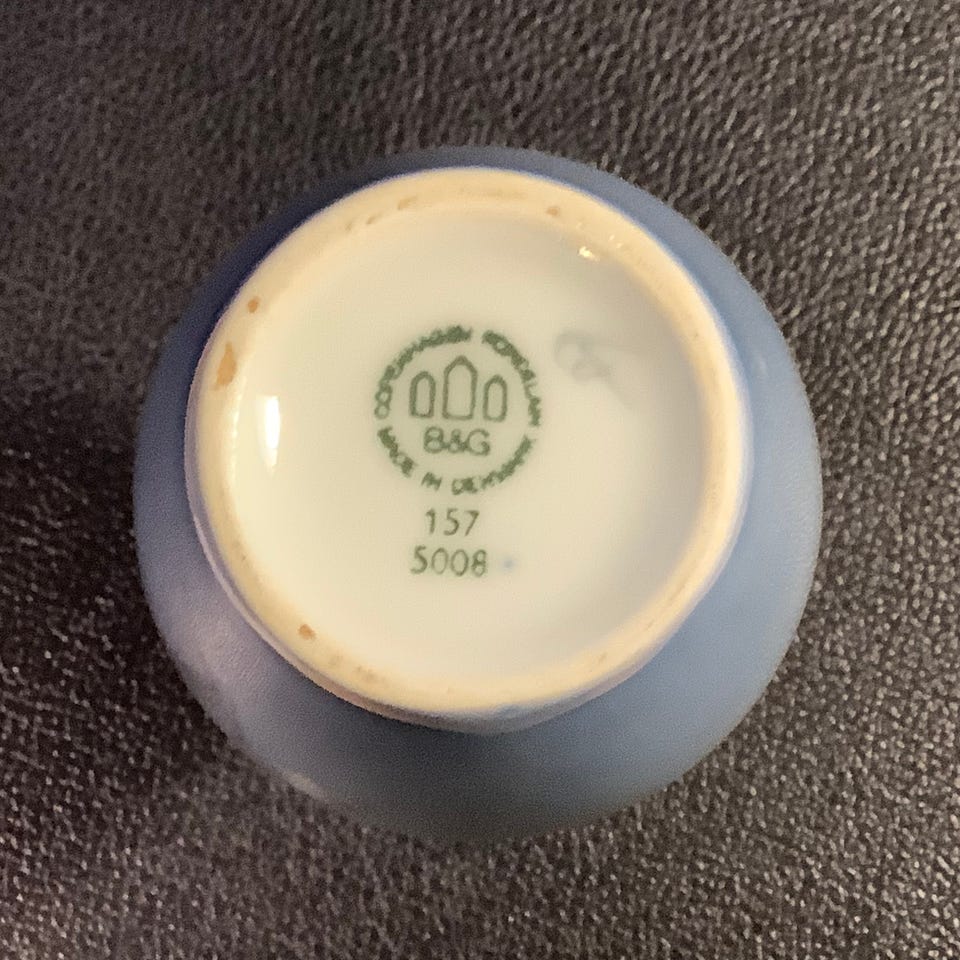 COPENHAGEN PORCELAIN
B&G
MADE IN DENMARK
157
5008